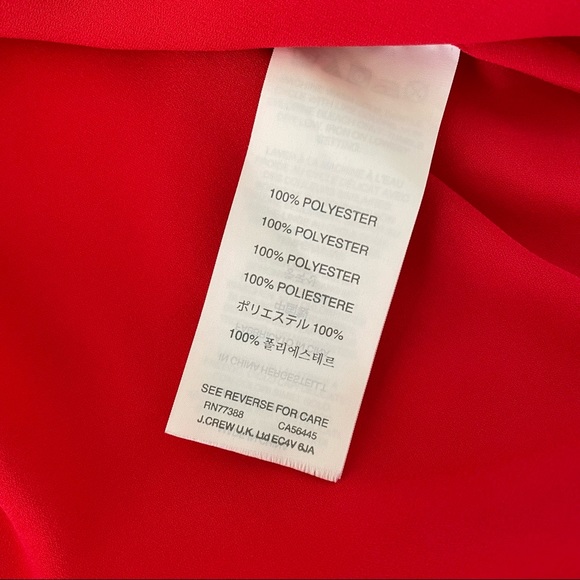 100% POLYESTER
100% POLYESTER
100% POLYESTER
100% POLIESTERE
ポリエステル 100%
100% 폴리에스테르
SEE REVERSE FOR CARE
RN77388 CA56445
J.CREW U.K. Ltd EC4V 6JA